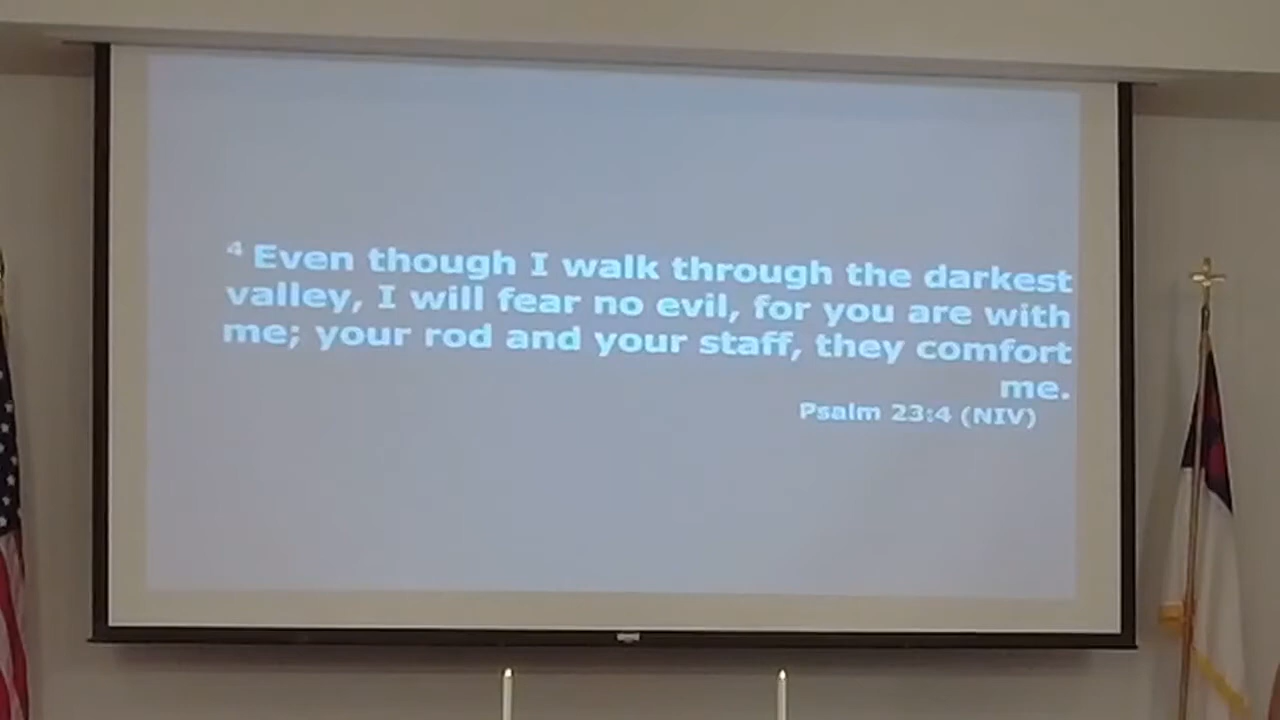 4 Even though I walk through the darkest
valley, I will fear no evil, for you are with
me; your rod and your staff, they comfort
me.
Psalm 23:4 (NIV)